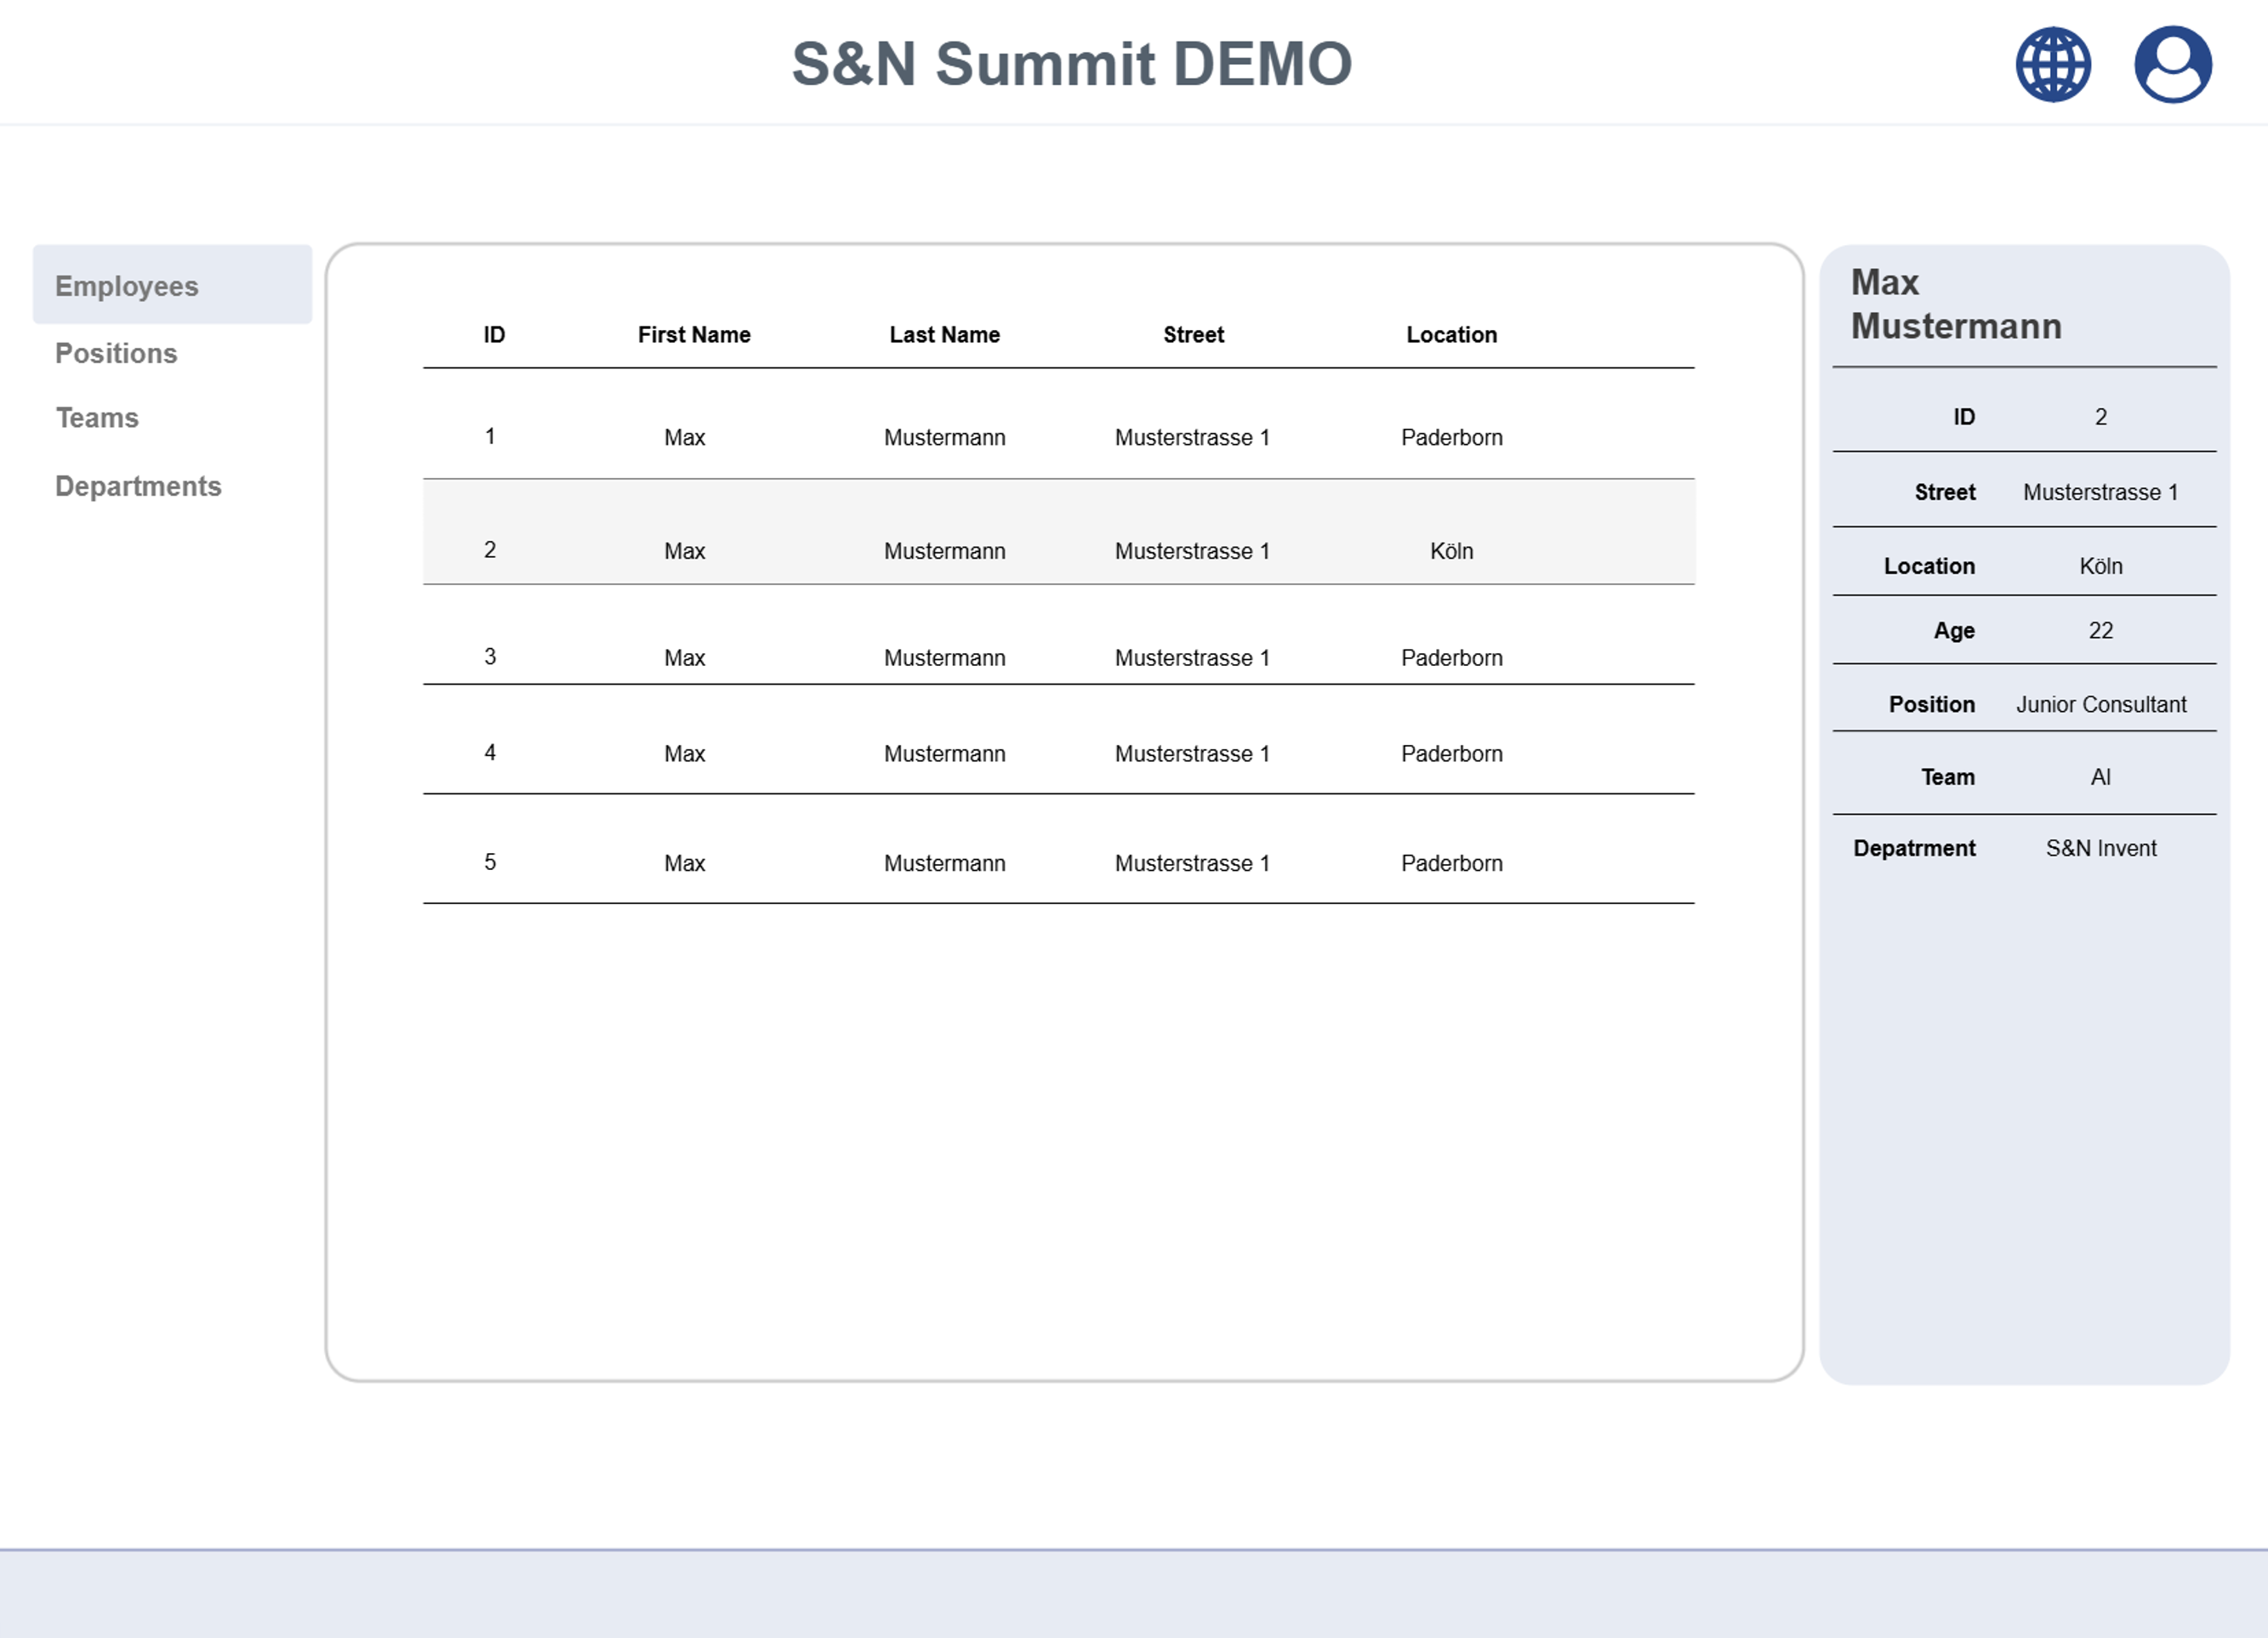 S&N Summit DEMO
Employees
Positions
Teams
Departments
ID First Name Last Name Street Location
1 Max Mustermann Musterstrasse 1 Paderborn
2 Max Mustermann Musterstrasse 1 Köln
3 Max Mustermann Musterstrasse 1 Paderborn
4 Max Mustermann Musterstrasse 1 Paderborn
5 Max Mustermann Musterstrasse 1 Paderborn
Max
Mustermann
ID 2
Street Musterstrasse 1
Location Köln
Age 22
Position Junior Consultant
Team AI
Depatrment S&N Invent